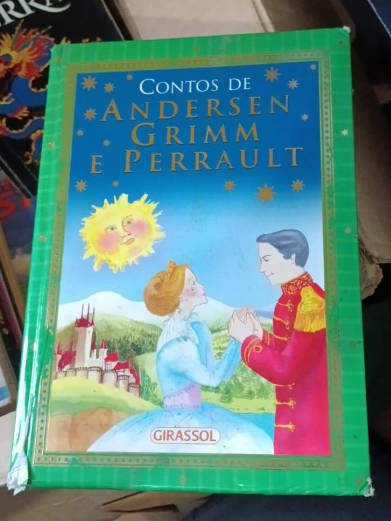 CONTOS DE
ANDERSEN
GRIMM
E PERRAULT
GIRASSOL